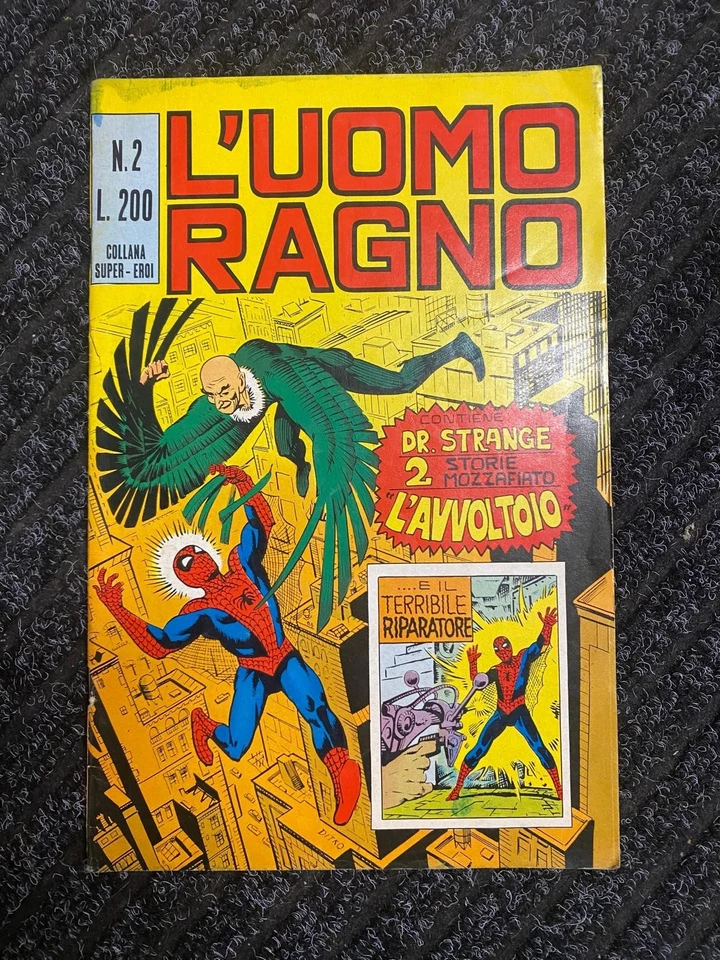 N.2
L. 200
COLLANA
SUPER-EROI
L'UOMO
RAGNO
CONTIENE
DR. STRANGE
2 STORIE
MOZZAFIATO
"L'AVVOLTOIO"
....E IL
TERRIBILE
RIPARATORE
DITKO